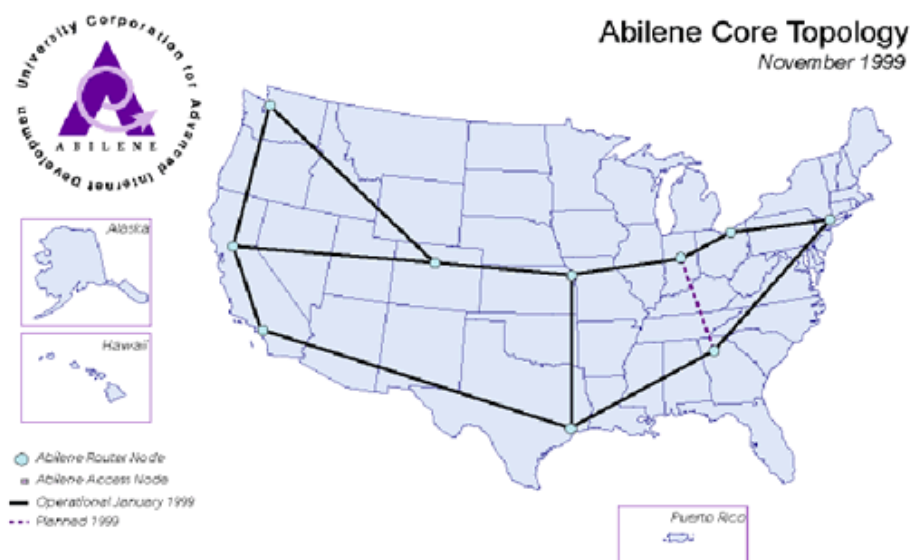 University Corporation for Advanced Internet Developmen
ABILENE
Abilene Core Topology
November 1999
Alaska
Hawaii
Abilene Router Node
Abilene Access Node
Operational January 1999
Planned 1999
Puerto Rico